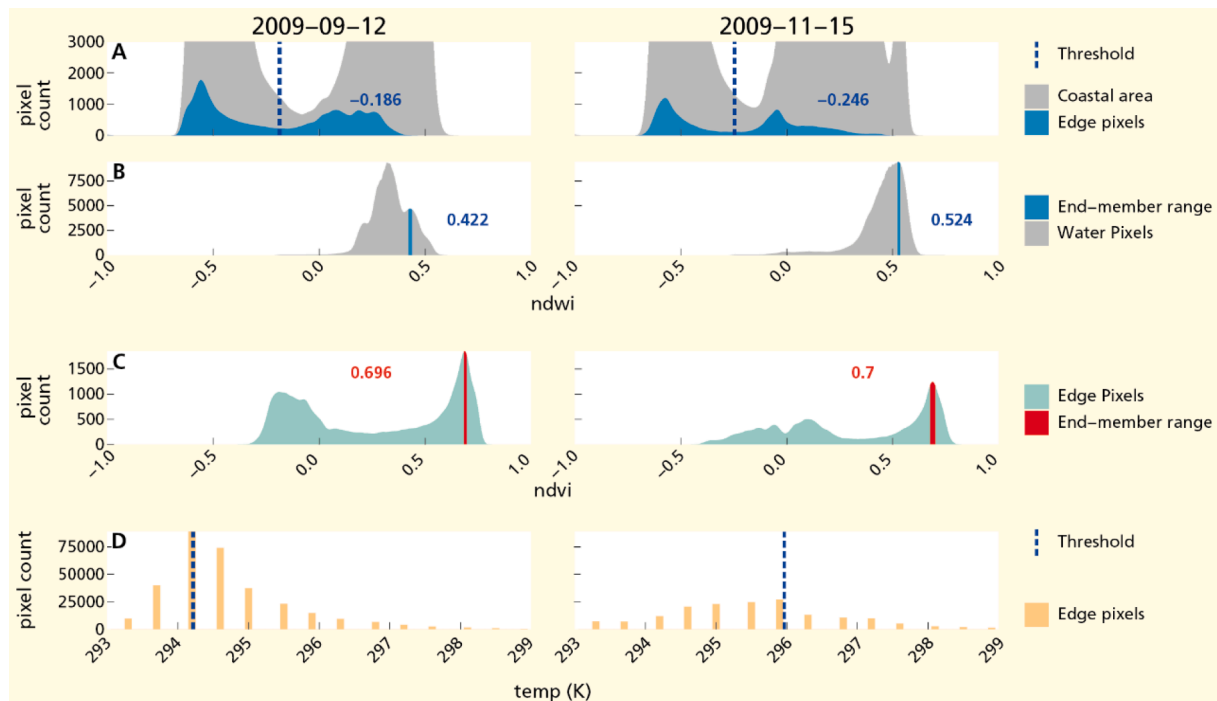 2009–09–12
2009–11–15
A
pixel
count
3000
2000
1000
0
−0.186
−0.246
Threshold
Coastal area
Edge pixels
B
pixel
count
7500
5000
2500
0
0.422
0.524
End−member range
Water Pixels
−1.0
−0.5
0.0
0.5
1.0
−1.0
−0.5
0.0
0.5
1.0
ndwi
C
pixel
count
1500
1000
500
0
0.696
0.7
Edge Pixels
End−member range
−1.0
−0.5
0.0
0.5
1.0
−1.0
−0.5
0.0
0.5
1.0
ndvi
D
pixel count
75000
50000
25000
0
Threshold
Edge pixels
293
294
295
296
297
298
299
293
294
295
296
297
298
299
temp (K)